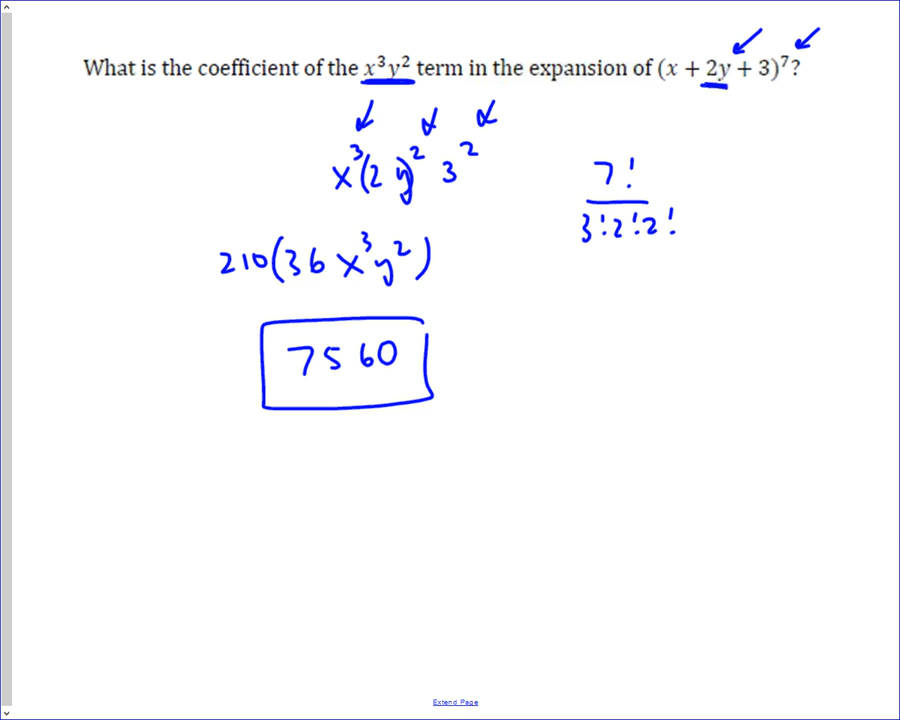 What is the coefficient of the x³y² term in the expansion of (x + 2y + 3)⁷?
x³(2y)² 3²
7!
3!2!2!
210(36x³y²)
7560
Extend Page